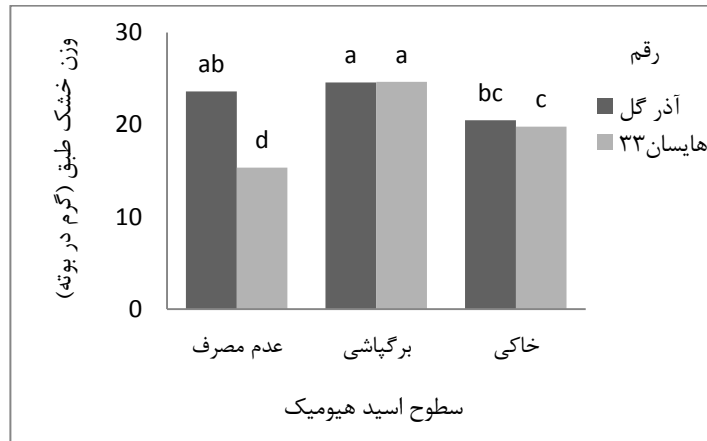 وزن خشک طبق (گرم در بوته)
30
20
10
0
ab
d
a
a
bc
c
رقم
آذر گل
هایسان۳۳
عدم مصرف
برگپاشی
خاکی
سطوح اسید هیومیک